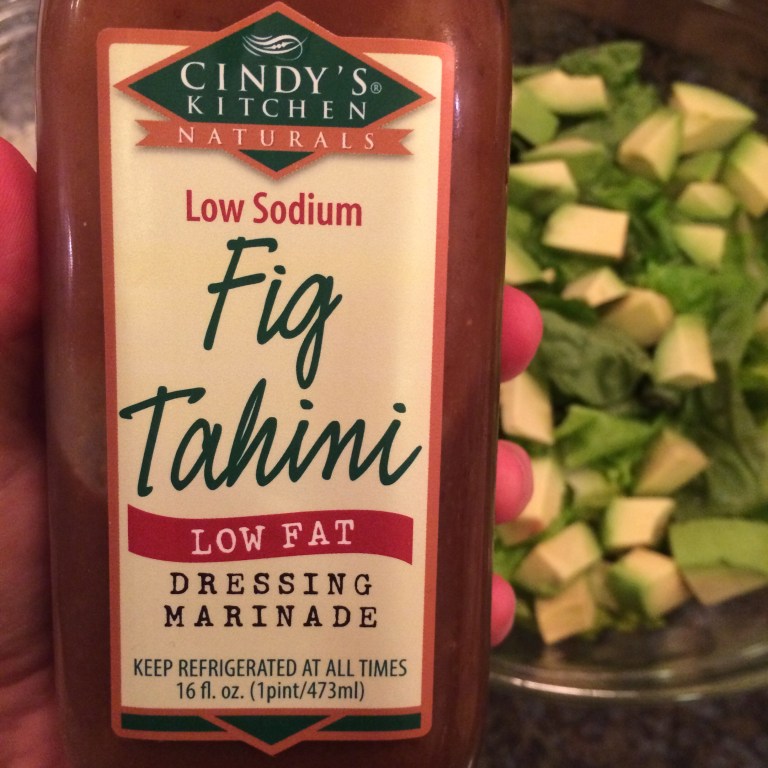 CINDY'S®
KITCHEN
NATURALS
Low Sodium
Fig
Tahini
LOW FAT
DRESSING
MARINADE
KEEP REFRIGERATED AT ALL TIMES
16 fl. oz. (1pint/473ml)